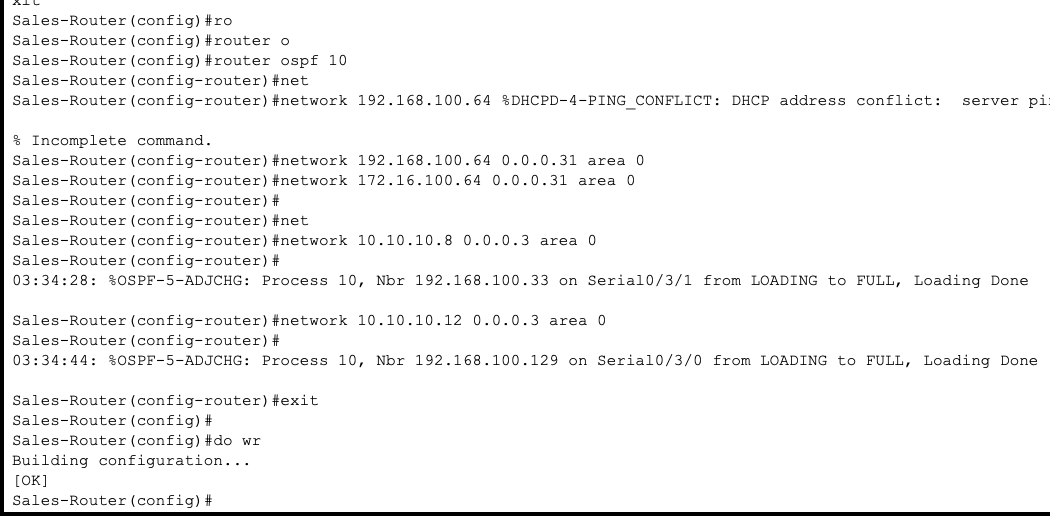 xit
Sales-Router(config)#ro
Sales-Router(config)#router o
Sales-Router(config)#router ospf 10
Sales-Router(config-router)#net
Sales-Router(config-router)#network 192.168.100.64 %DHCPD-4-PING_CONFLICT: DHCP address conflict:  server
% Incomplete command.
Sales-Router(config-router)#network 192.168.100.64 0.0.0.31 area 0
Sales-Router(config-router)#network 172.16.100.64 0.0.0.31 area 0
Sales-Router(config-router)#
Sales-Router(config-router)#net
Sales-Router(config-router)#network 10.10.10.8 0.0.0.3 area 0
Sales-Router(config-router)#
03:34:28: %OSPF-5-ADJCHG: Process 10, Nbr 192.168.100.33 on Serial0/3/1 from LOADING to FULL, Loading Done
Sales-Router(config-router)#network 10.10.10.12 0.0.0.3 area 0
Sales-Router(config-router)#
03:34:44: %OSPF-5-ADJCHG: Process 10, Nbr 192.168.100.129 on Serial0/3/0 from LOADING to FULL, Loading Done
Sales-Router(config-router)#exit
Sales-Router(config)#
Sales-Router(config)#do wr
Building configuration...
[OK]
Sales-Router(config)#